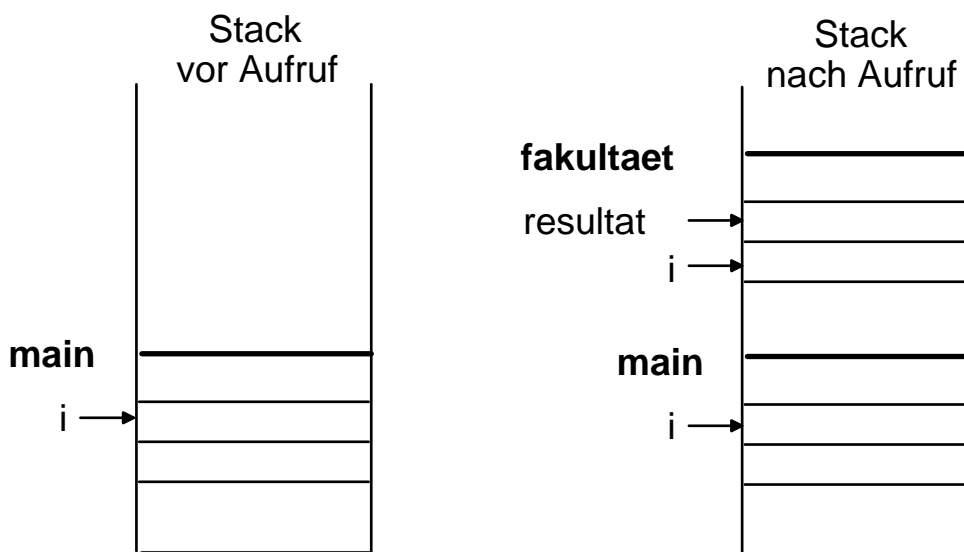 Stack
vor Aufruf
main
i
Stack
nach Aufruf
fakultaet
resultat
i
main
i